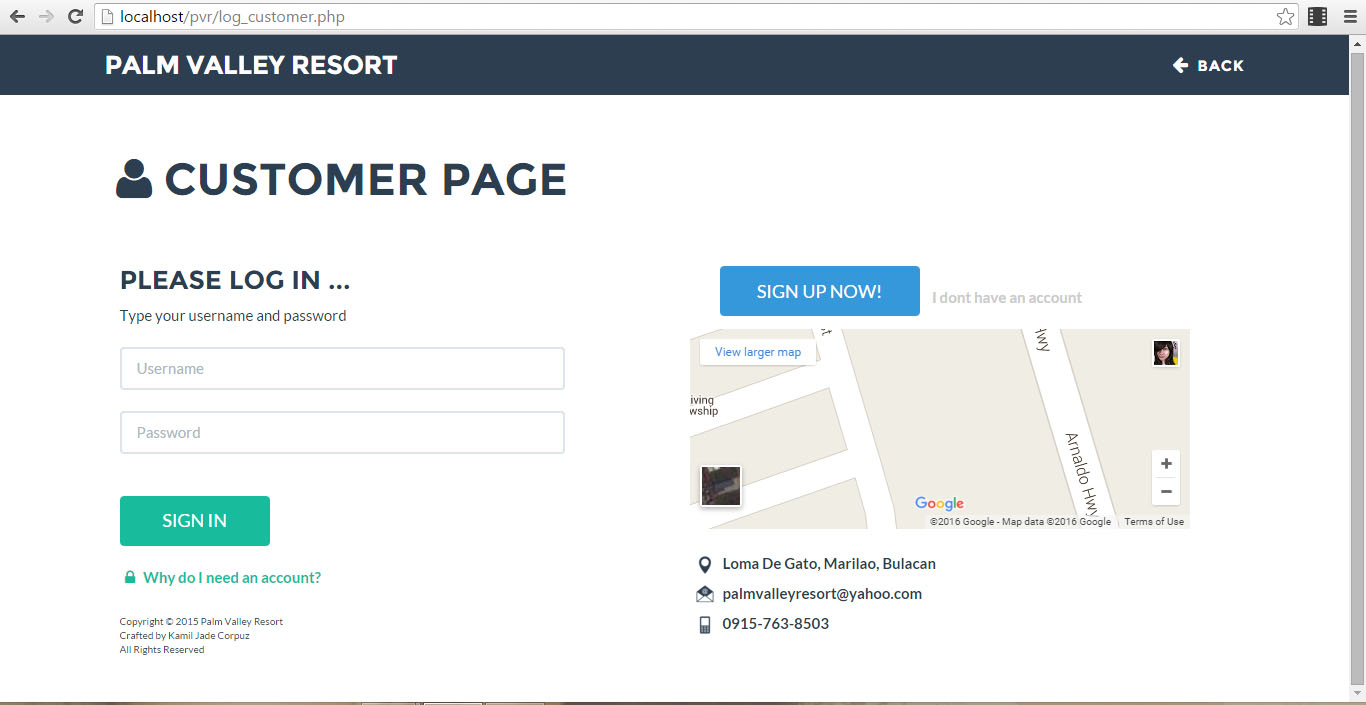 localhost/pvr/log_customer.php
PALM VALLEY RESORT
BACK
CUSTOMER PAGE
PLEASE LOG IN ...
Type your username and password
Username
Password
SIGN IN
Why do I need an account?
Copyright © 2015 Palm Valley Resort
Crafted by Kamil Jade Corpuz
All Rights Reserved
SIGN UP NOW!
I dont have an account
View larger map
Hwy
Arnaldo Hwy
Google
©2016 Google - Map data ©2016 Google
Terms of Use
Loma De Gato, Marilao, Bulacan
palmvalleyresort@yahoo.com
0915-763-8503